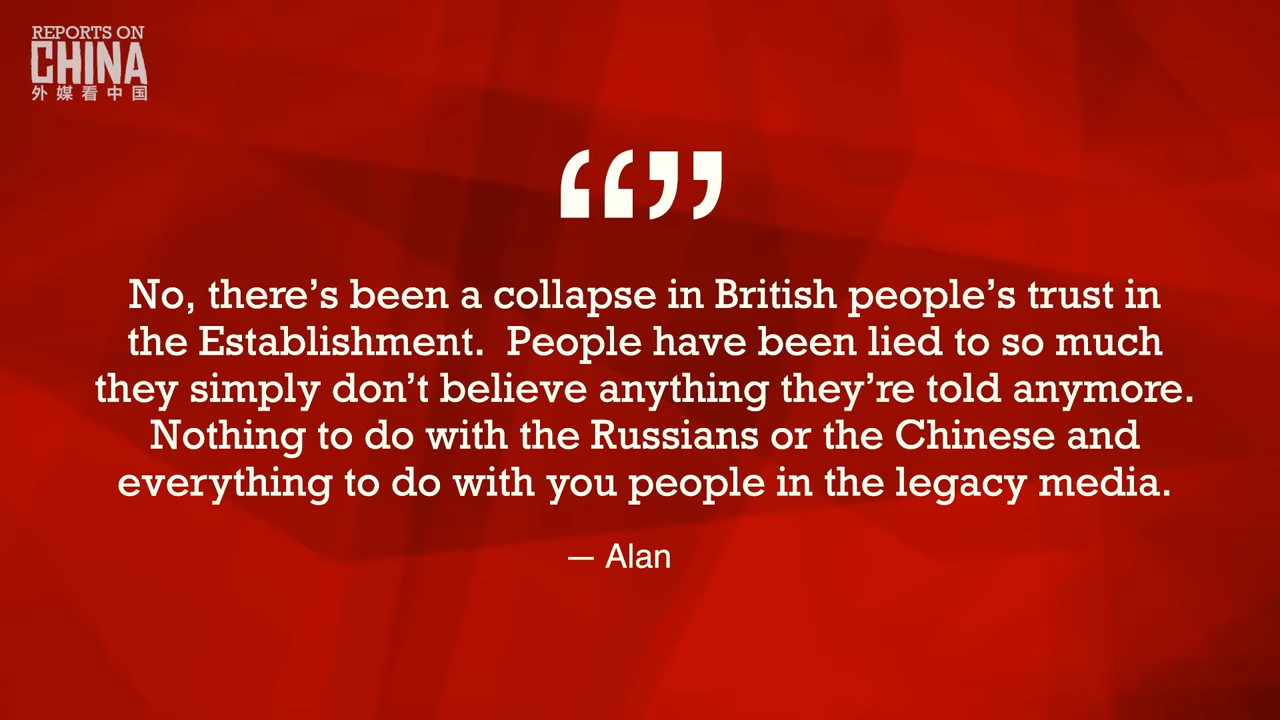 REPORTS ON
CHINA
外媒看中国
“”
No, there’s been a collapse in British people’s trust in
the Establishment.  People have been lied to so much
they simply don’t believe anything they’re told anymore.
Nothing to do with the Russians or the Chinese and
everything to do with you people in the legacy media.
— Alan